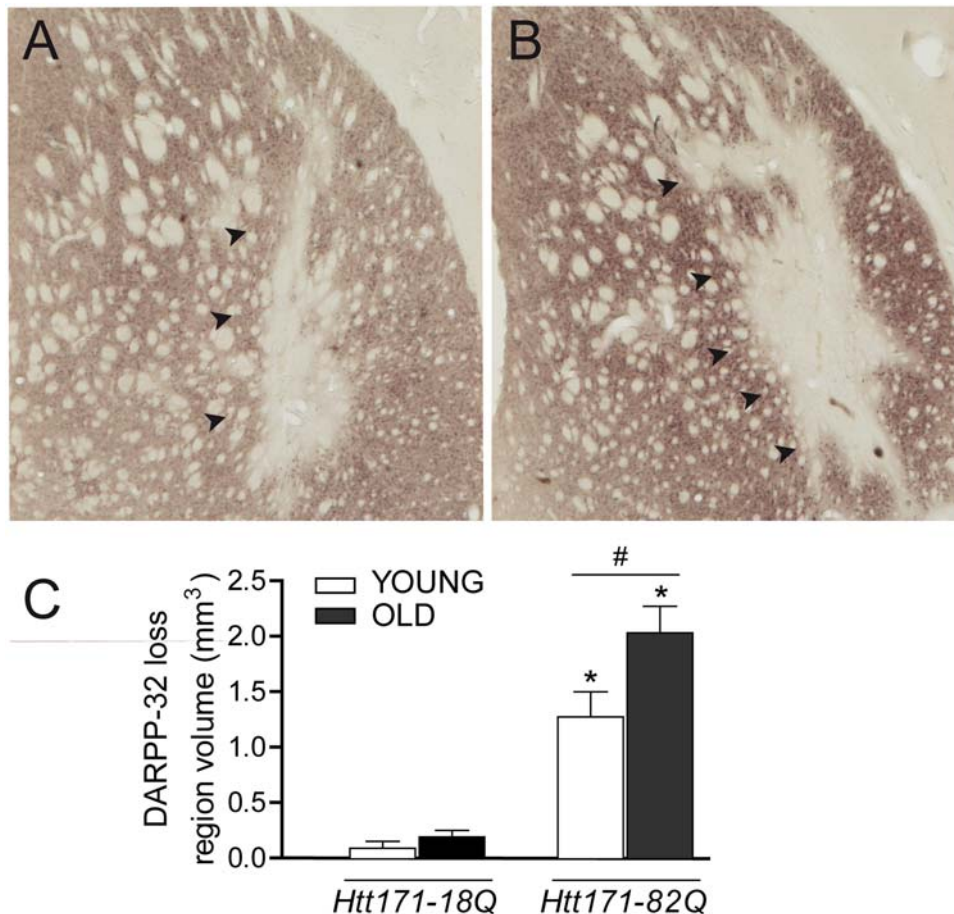 A
B
C
DARPP-32 loss
region volume (mm³)
2.5
2.0
1.5
1.0
0.5
0.0
YOUNG
OLD
#
*
*
Htt171-18Q
Htt171-82Q